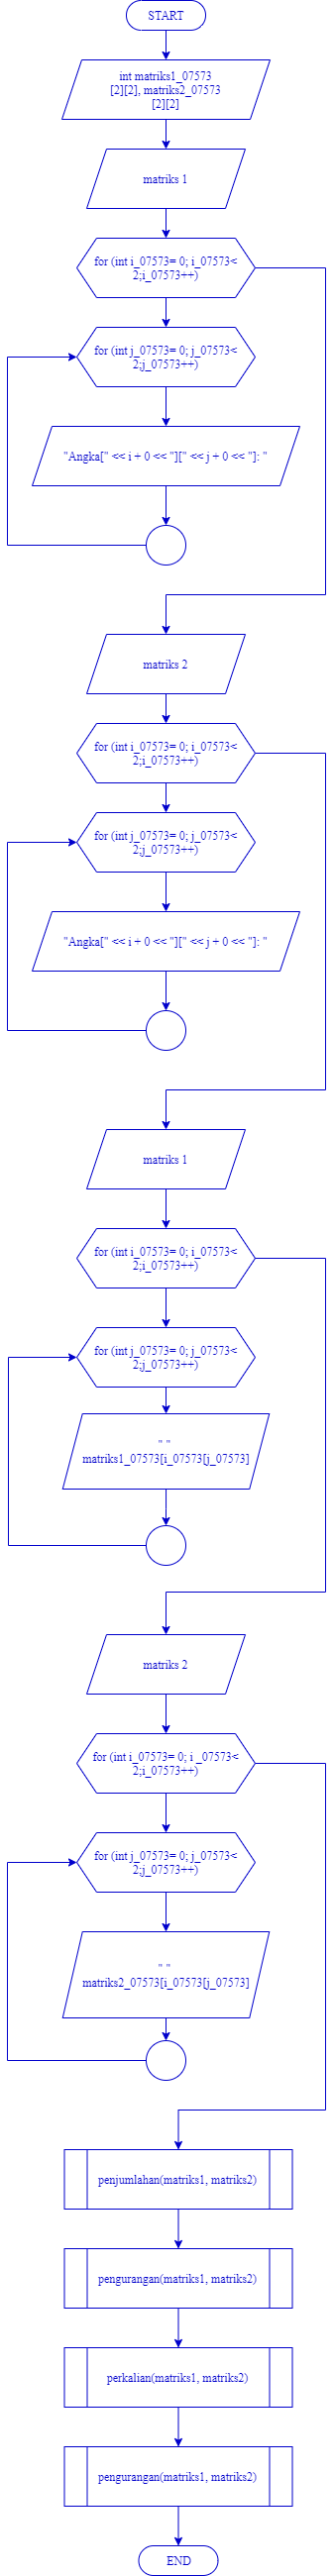 START
int matriks1_07573
[2][2], matriks2_07573
[2][2]
matriks 1
for (int i_07573= 0; i_07573<
2;i_07573++)
for (int j_07573= 0; j_07573<
2;j_07573++)
"Angka[" << i + 0 << "][" << j + 0 << "]: "
matriks 2
for (int i_07573= 0; i_07573<
2;i_07573++)
for (int j_07573= 0; j_07573<
2;j_07573++)
"Angka[" << i + 0 << "][" << j + 0 << "]: "
matriks 1
for (int i_07573= 0; i_07573<
2;i_07573++)
for (int j_07573= 0; j_07573<
2;j_07573++)
" "
matriks1_07573[i_07573[j_07573]
matriks 2
for (int i_07573= 0; i _07573<
2;i_07573++)
for (int j_07573= 0; j_07573<
2;j_07573++)
" "
matriks2_07573[i_07573[j_07573]
penjumlahan(matriks1, matriks2)
pengurangan(matriks1, matriks2)
perkalian(matriks1, matriks2)
pengurangan(matriks1, matriks2)
END